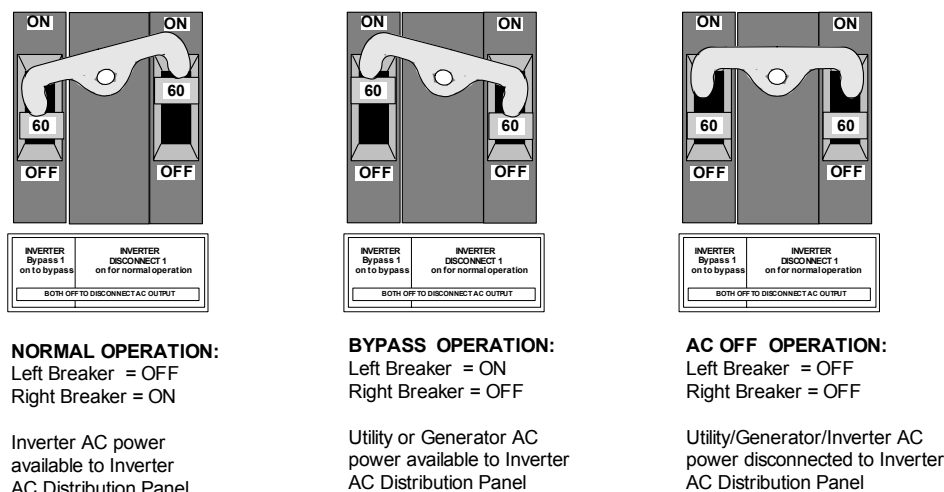 ON
ON
60
60
OFF
OFF
INVERTER
Bypass 1
on to bypass
INVERTER
DISCONNECT 1
on for normal operation
BOTH OFF TO DISCONNECT AC OUTPUT
NORMAL OPERATION:
Left Breaker = OFF
Right Breaker = ON
Inverter AC power
available to Inverter
AC Distribution Panel
ON
ON
60
60
OFF
OFF
INVERTER
Bypass 1
on to bypass
INVERTER
DISCONNECT 1
on for normal operation
BOTH OFF TO DISCONNECT AC OUTPUT
BYPASS OPERATION:
Left Breaker = ON
Right Breaker = OFF
Utility or Generator AC
power available to Inverter
AC Distribution Panel
ON
ON
60
60
OFF
OFF
INVERTER
Bypass 1
on to bypass
INVERTER
DISCONNECT 1
on for normal operation
BOTH OFF TO DISCONNECT AC OUTPUT
AC OFF OPERATION:
Left Breaker = OFF
Right Breaker = OFF
Utility/Generator/Inverter AC
power disconnected to Inverter
AC Distribution Panel